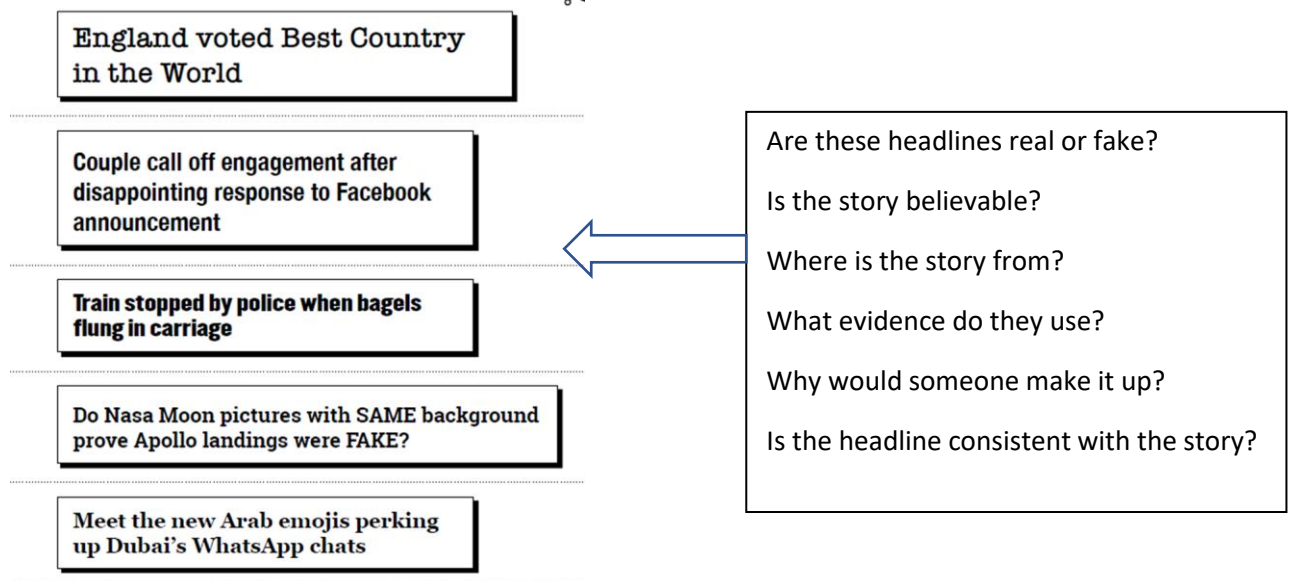 England voted Best Country
in the World
Couple call off engagement after
disappointing response to Facebook
announcement
Train stopped by police when bagels
flung in carriage
Do Nasa Moon pictures with SAME background
prove Apollo landings were FAKE?
Meet the new Arab emojis perking
up Dubai’s WhatsApp chats
Are these headlines real or fake?
Is the story believable?
Where is the story from?
What evidence do they use?
Why would someone make it up?
Is the headline consistent with the story?